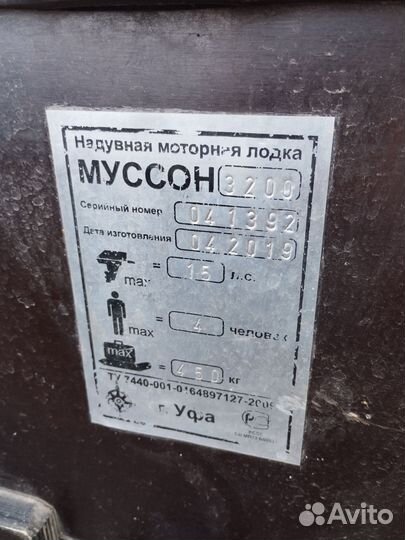 Надувная моторная лодка
МУССОН 3200
Серийный номер 041392
Дата изготовления 04.2019
max = 15 л.с.
max = 4 человек
max = 450 кг
ТУ 7440-001-0164897127-200
г. Уфа
Avito